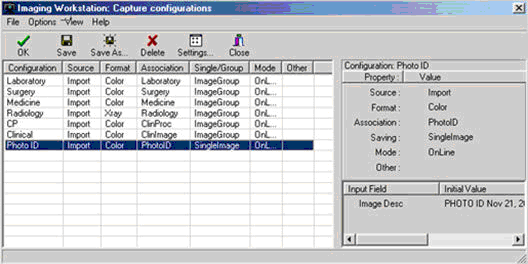 Imaging Workstation: Capture configurations
File Options View Help
OK Save Save As... Delete Settings... Close
Configuration Source Format Association Single/Group Mode Other
Laboratory Import Color Laboratory ImageGroup OnL...
Surgery Import Color Surgery ImageGroup OnL...
Medicine Import Color Medicine ImageGroup OnL...
Radiology Import Xray Radiology ImageGroup OnL...
CP Import Color ClinProc ImageGroup OnL...
Clinical Import Color ClinImage ImageGroup OnL...
Photo ID Import Color PhotoID SingleImage OnL...
Configuration: Photo ID
Property : Value
Source : Import
Format : Color
Association : PhotoID
Saving : SingleImage
Mode : OnLine
Other :
Input Field Initial Value
Image Desc PHOTO ID Nov 21, 2